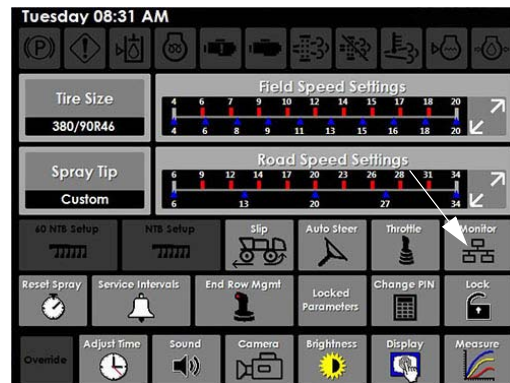 Tuesday 08:31 AM
(P)
Tire Size
380/90R46
Field Speed Settings
4 6 7 9 10 12 14 15 17 18 20
4 6 8 9 11 13 15 16 18 20
Spray Tip
Custom
Road Speed Settings
6 9 12 14 17 20 23 26 28 31 34
6 13 20 27 34
60 NTB Setup NTB Setup Slip Auto Steer Throttle Monitor
Reset Spray Service Intervals End Row Mgmt Locked Parameters Change PIN Lock
Override Adjust Time Sound Camera Brightness Display Measure